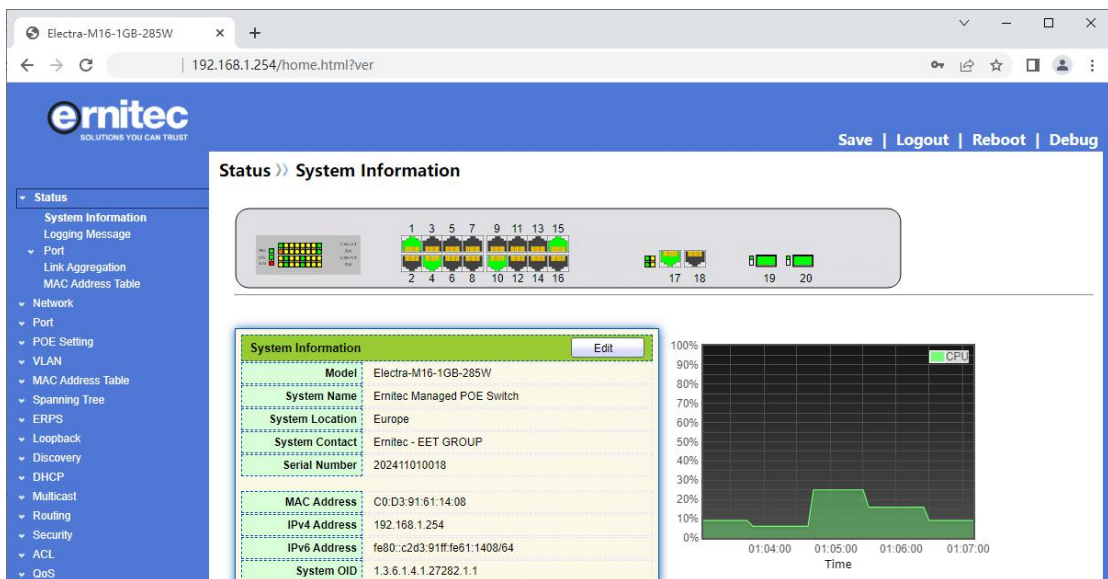 Electra-M16-1GB-285W
192.168.1.254/home.html?ver
ernitec
SOLUTIONS YOU CAN TRUST
Save | Logout | Reboot | Debug
Status >> System Information
Status
System Information
Logging Message
Port
Link Aggregation
MAC Address Table
Network
Port
POE Setting
VLAN
MAC Address Table
Spanning Tree
ERPS
Loopback
Discovery
DHCP
Multicast
Routing
Security
ACL
QoS
1 3 5 7 9 11 13 15
2 4 6 8 10 12 14 16
17 18 19 20
System Information Edit
Model Electra-M16-1GB-285W
System Name Ernitec Managed POE Switch
System Location Europe
System Contact Ernitec - EET GROUP
Serial Number 202411010018
MAC Address C0:D3:91:61:14:08
IPv4 Address 192.168.1.254
IPv6 Address fe80::c2d3:91ff:fe61:1408/64
System OID 1.3.6.1.4.1.27282.1.1
CPU
100%
90%
80%
70%
60%
50%
40%
30%
20%
10%
0%
01:04:00 01:05:00 01:06:00 01:07:00
Time